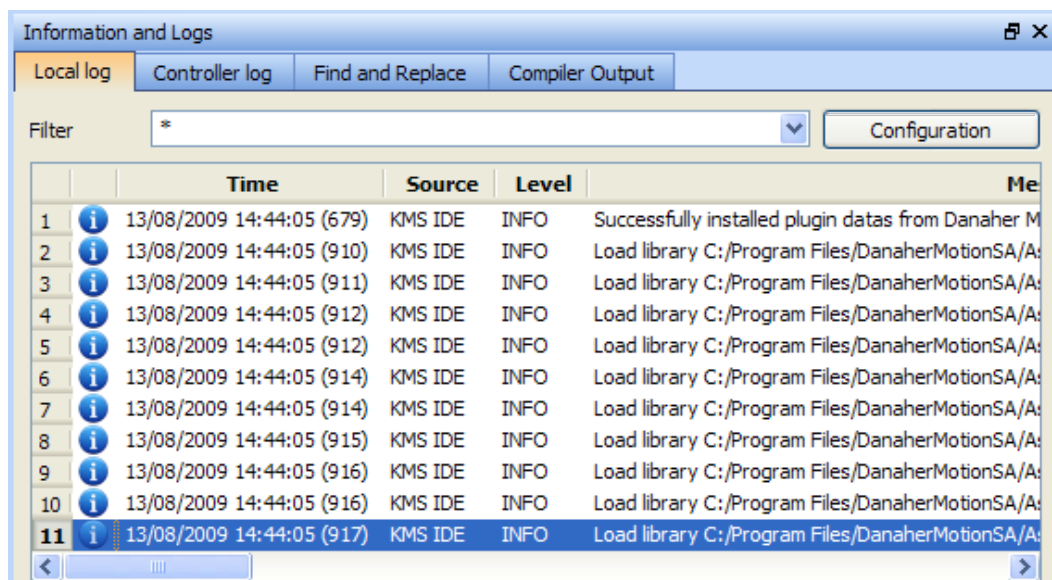 Information and Logs
Local log Controller log Find and Replace Compiler Output
Filter * Configuration
Time Source Level
1 13/08/2009 14:44:05 (679) KMS IDE INFO Successfully installed plugin datas from Danaher
2 13/08/2009 14:44:05 (910) KMS IDE INFO Load library C:/Program Files/DanaherMotionSA/
3 13/08/2009 14:44:05 (911) KMS IDE INFO Load library C:/Program Files/DanaherMotionSA/
4 13/08/2009 14:44:05 (912) KMS IDE INFO Load library C:/Program Files/DanaherMotionSA/
5 13/08/2009 14:44:05 (912) KMS IDE INFO Load library C:/Program Files/DanaherMotionSA/
6 13/08/2009 14:44:05 (914) KMS IDE INFO Load library C:/Program Files/DanaherMotionSA/
7 13/08/2009 14:44:05 (914) KMS IDE INFO Load library C:/Program Files/DanaherMotionSA/
8 13/08/2009 14:44:05 (915) KMS IDE INFO Load library C:/Program Files/DanaherMotionSA/
9 13/08/2009 14:44:05 (916) KMS IDE INFO Load library C:/Program Files/DanaherMotionSA/
10 13/08/2009 14:44:05 (916) KMS IDE INFO Load library C:/Program Files/DanaherMotionSA/
11 13/08/2009 14:44:05 (917) KMS IDE INFO Load library C:/Program Files/DanaherMotionSA/